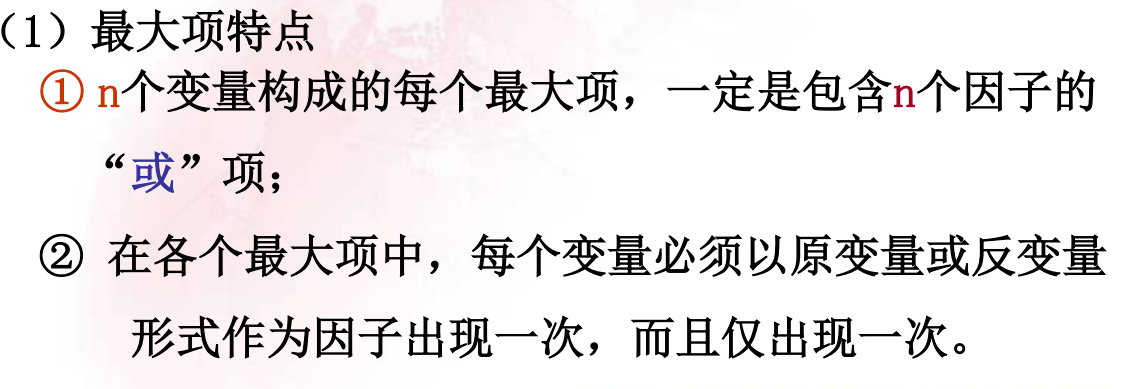 （1）最大项特点
① n个变量构成的每个最大项，一定是包含n个因子的
“或”项；
② 在各个最大项中，每个变量必须以原变量或反变量
形式作为因子出现一次，而且仅出现一次。